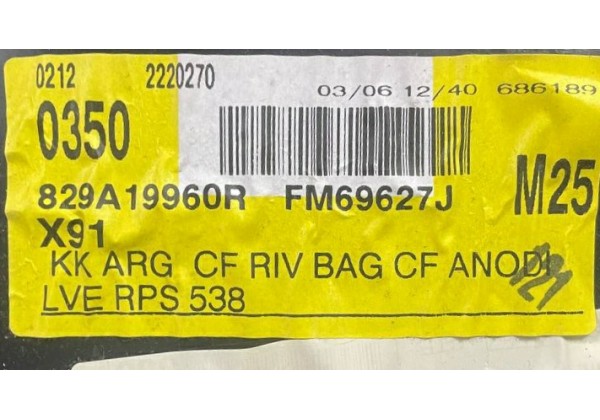 0212 2220270
03/06 12/40 686189
0350
829A19960R FM69627J M25
X91
KK ARG CF RIV BAG CF ANODI
LVE RPS 538